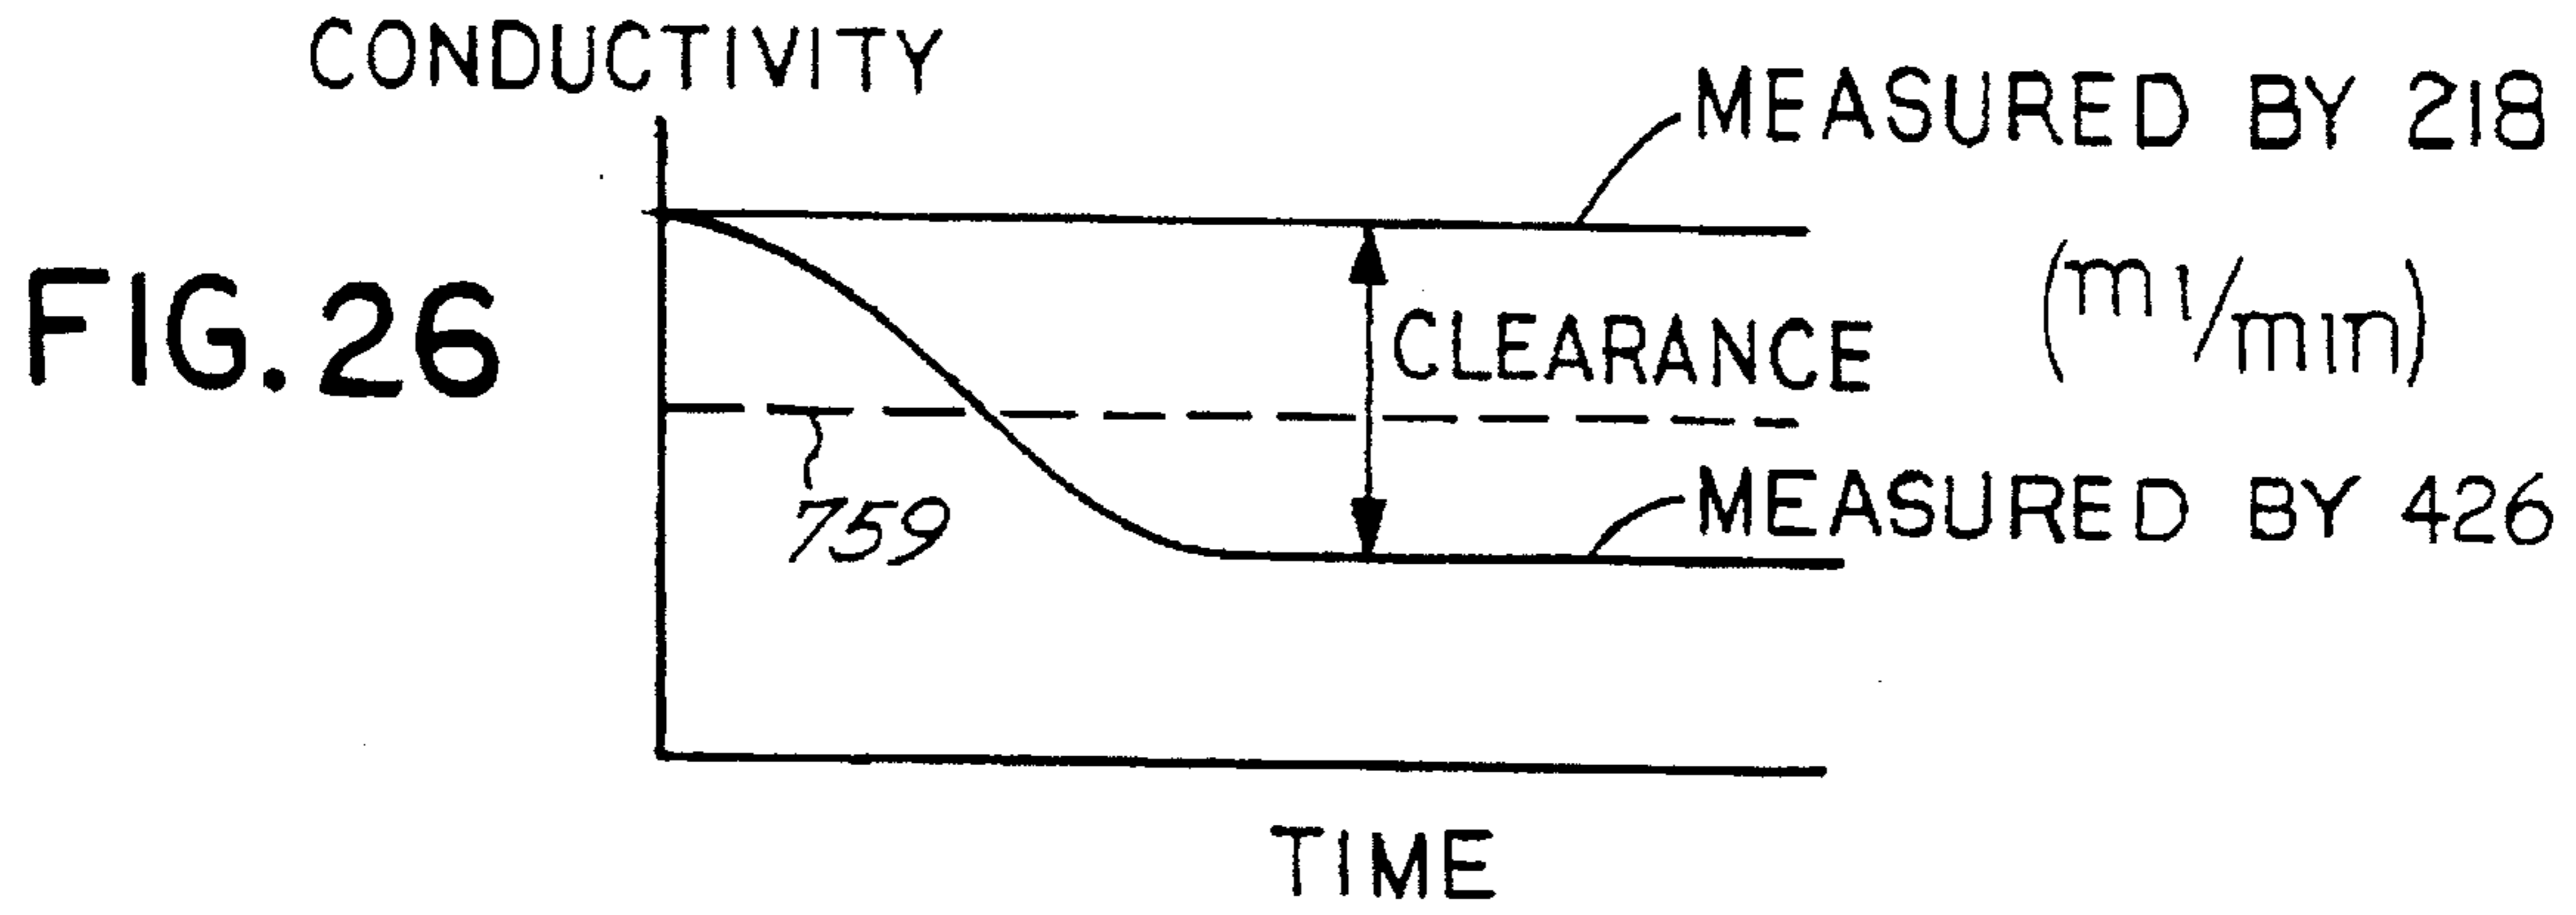 CONDUCTIVITY
MEASURED BY 218
FIG. 26
CLEARANCE (ml/min)
759
MEASURED BY 426
TIME